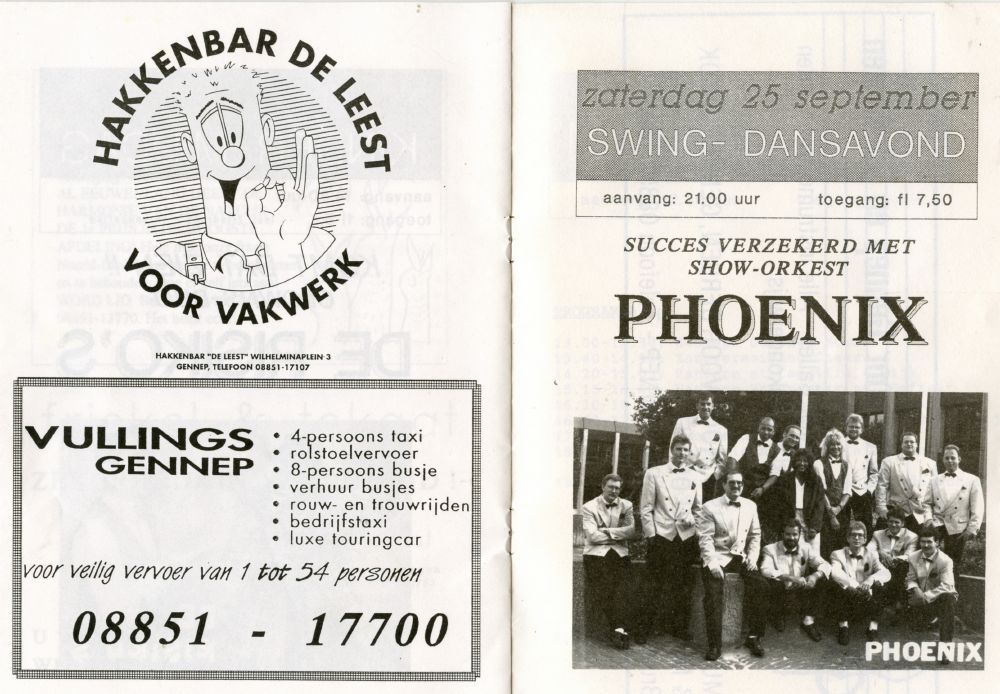 HAKKENBAR DE LEEST
VOOR VAKWERK
HAKKENBAR "DE LEEST" WILHELMINAPLEIN 3
GENNEP, TELEFOON 08851-17107
VULLINGS
GENNEP
• 4-persoons taxi
• rolstoelvervoer
• 8-persoons busje
• verhuur busjes
• rouw- en trouwrijden
• bedrijfstaxi
• luxe touringcar
voor veilig vervoer van 1 tot 54 personen
08851 - 17700
zaterdag 25 september
SWING- DANSAVOND
aanvang: 21.00 uur toegang: fl 7,50
SUCCES VERZEKERD MET
SHOW-ORKEST
PHOENIX
PHOENIX